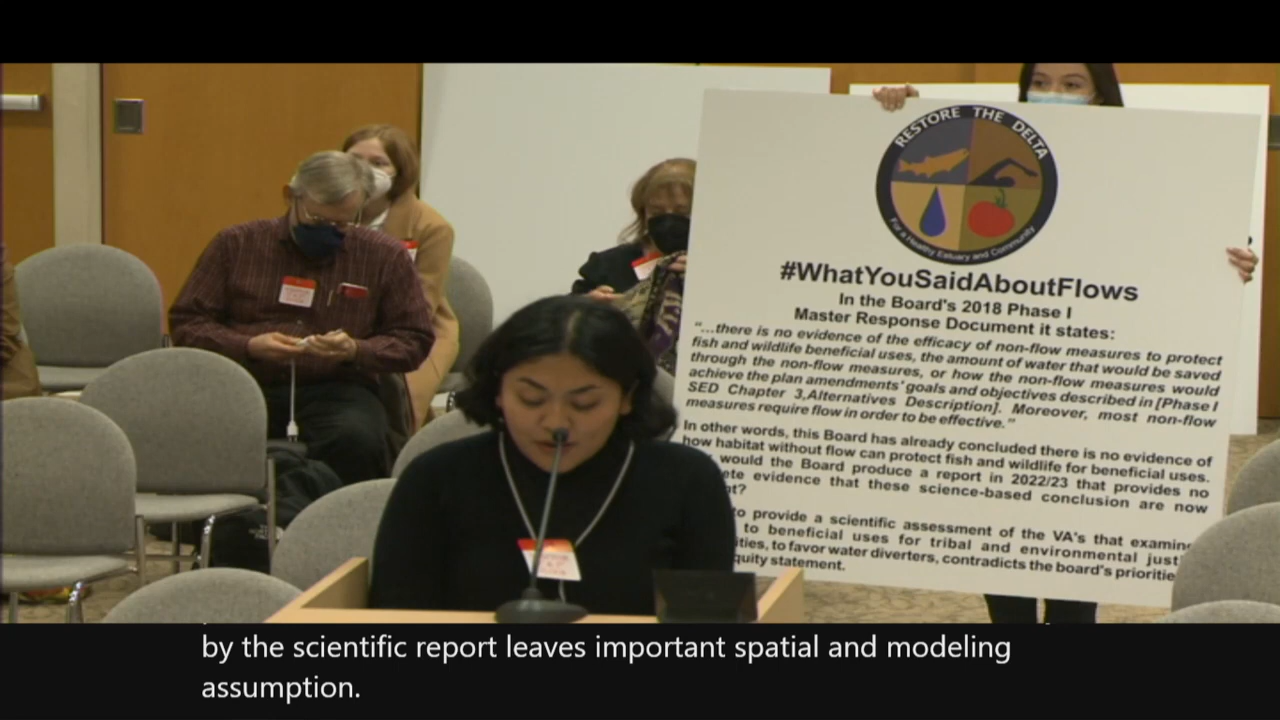 RESTORE THE DELTA
For a Healthy Estuary and Community
#WhatYouSaidAboutFlows
In the Board's 2018 Phase I
Master Response Document it states:
"...there is no evidence of the efficacy of non-flow measures to protect
fish and wildlife beneficial uses, the amount of water that would be saved
through the non-flow measures, or how the non-flow measures would
achieve the plan amendments' goals and objectives described in [Phase I
SED Chapter 3,Alternatives Description]. Moreover, most non-flow
measures require flow in order to be effective."
In other words, this Board has already concluded there is no evidence of
how habitat without flow can protect fish and wildlife for beneficial uses.
would the Board produce a report in 2022/23 that provides no
ete evidence that these science-based conclusion are now
nt?
to provide a scientific assessment of the VA's that examine
to beneficial uses for tribal and environmental justi
ities, to favor water diverters, contradicts the board's prioritie
quity statement.
by the scientific report leaves important spatial and modeling
assumption.